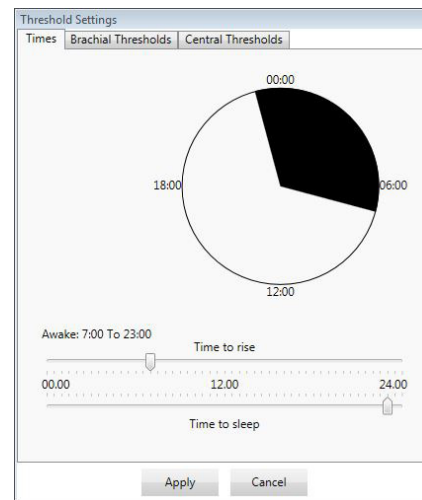 Threshold Settings
Times Brachial Thresholds Central Thresholds
00:00
18:00 06:00
12:00
Awake: 7:00 To 23:00
Time to rise
00.00 12.00 24.00
Time to sleep
Apply Cancel